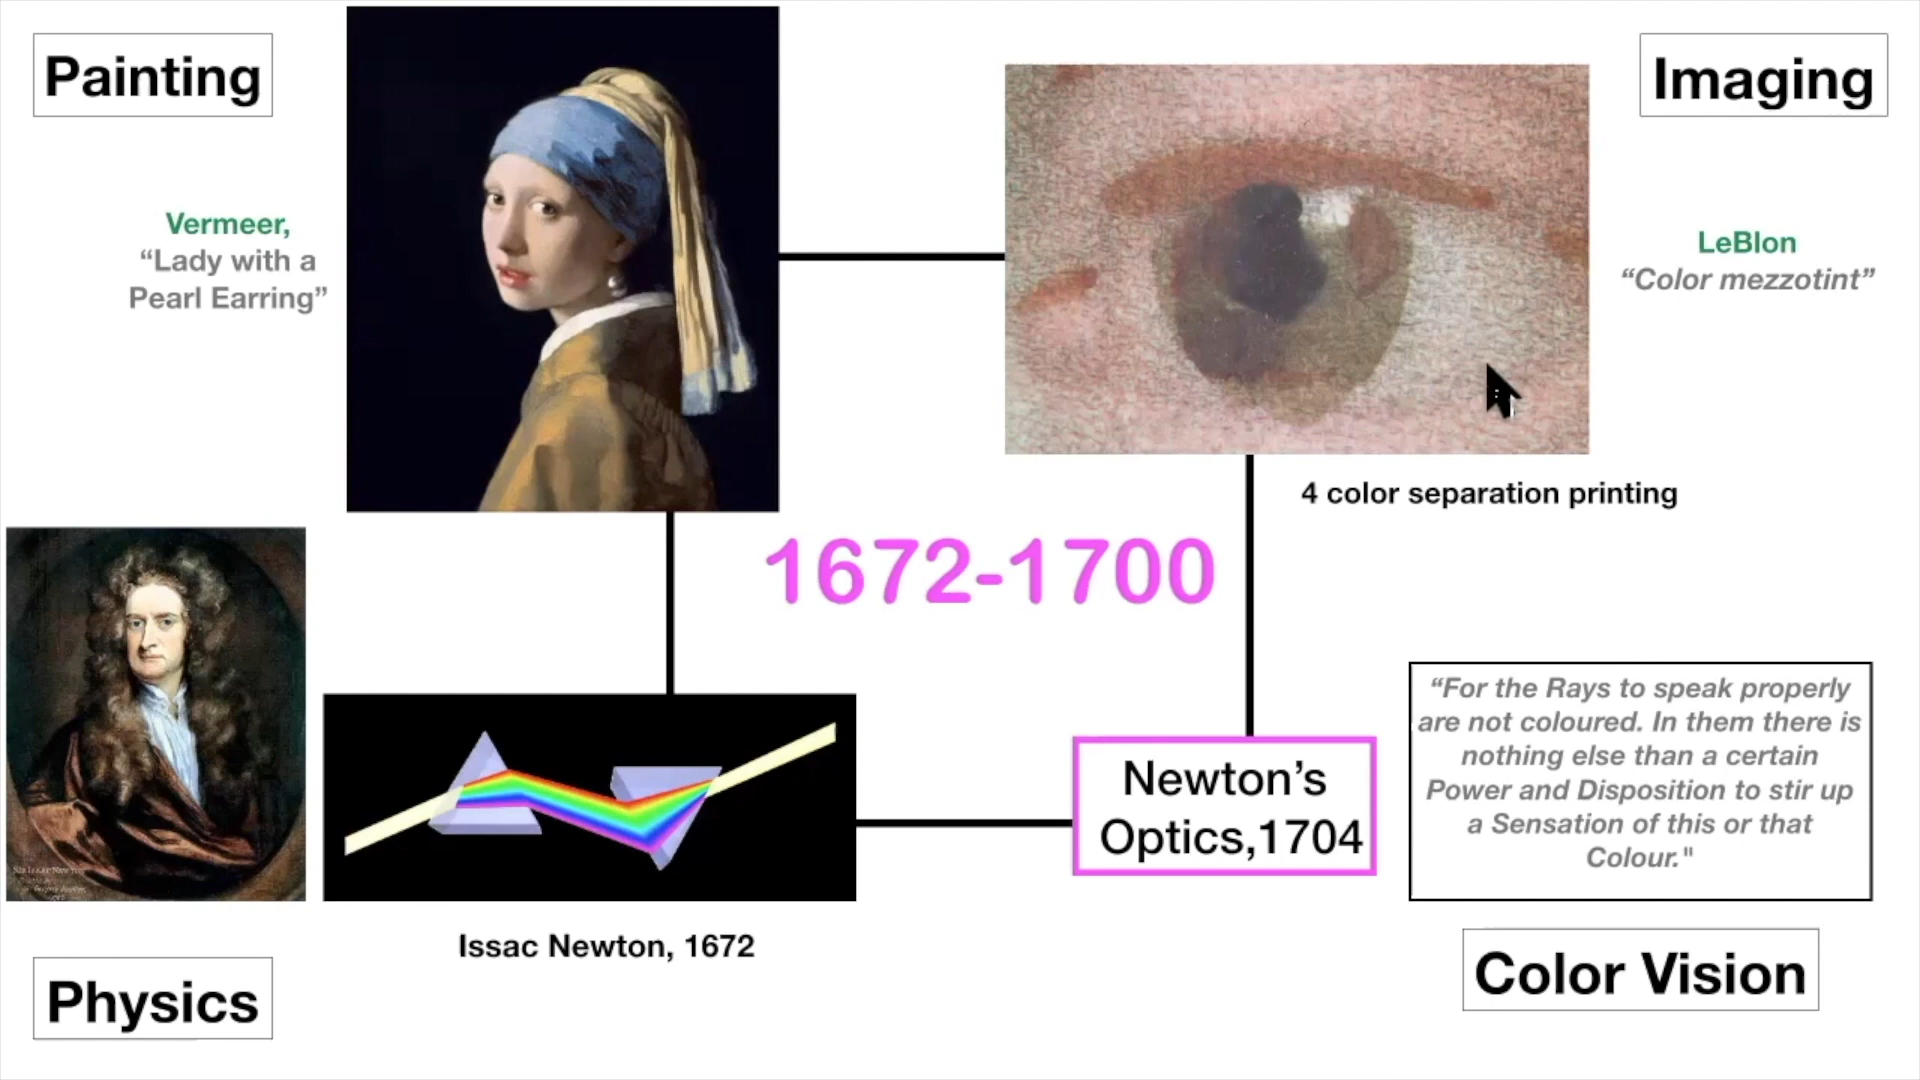 Painting
Imaging
Vermeer,
“Lady with a
Pearl Earring”
LeBlon
“Color mezzotint”
4 color separation printing
1672-1700
“For the Rays to speak properly
are not coloured. In them there is
nothing else than a certain
Power and Disposition to stir up
a Sensation of this or that
Colour."
Newton’s
Optics,1704
Issac Newton, 1672
Physics
Color Vision